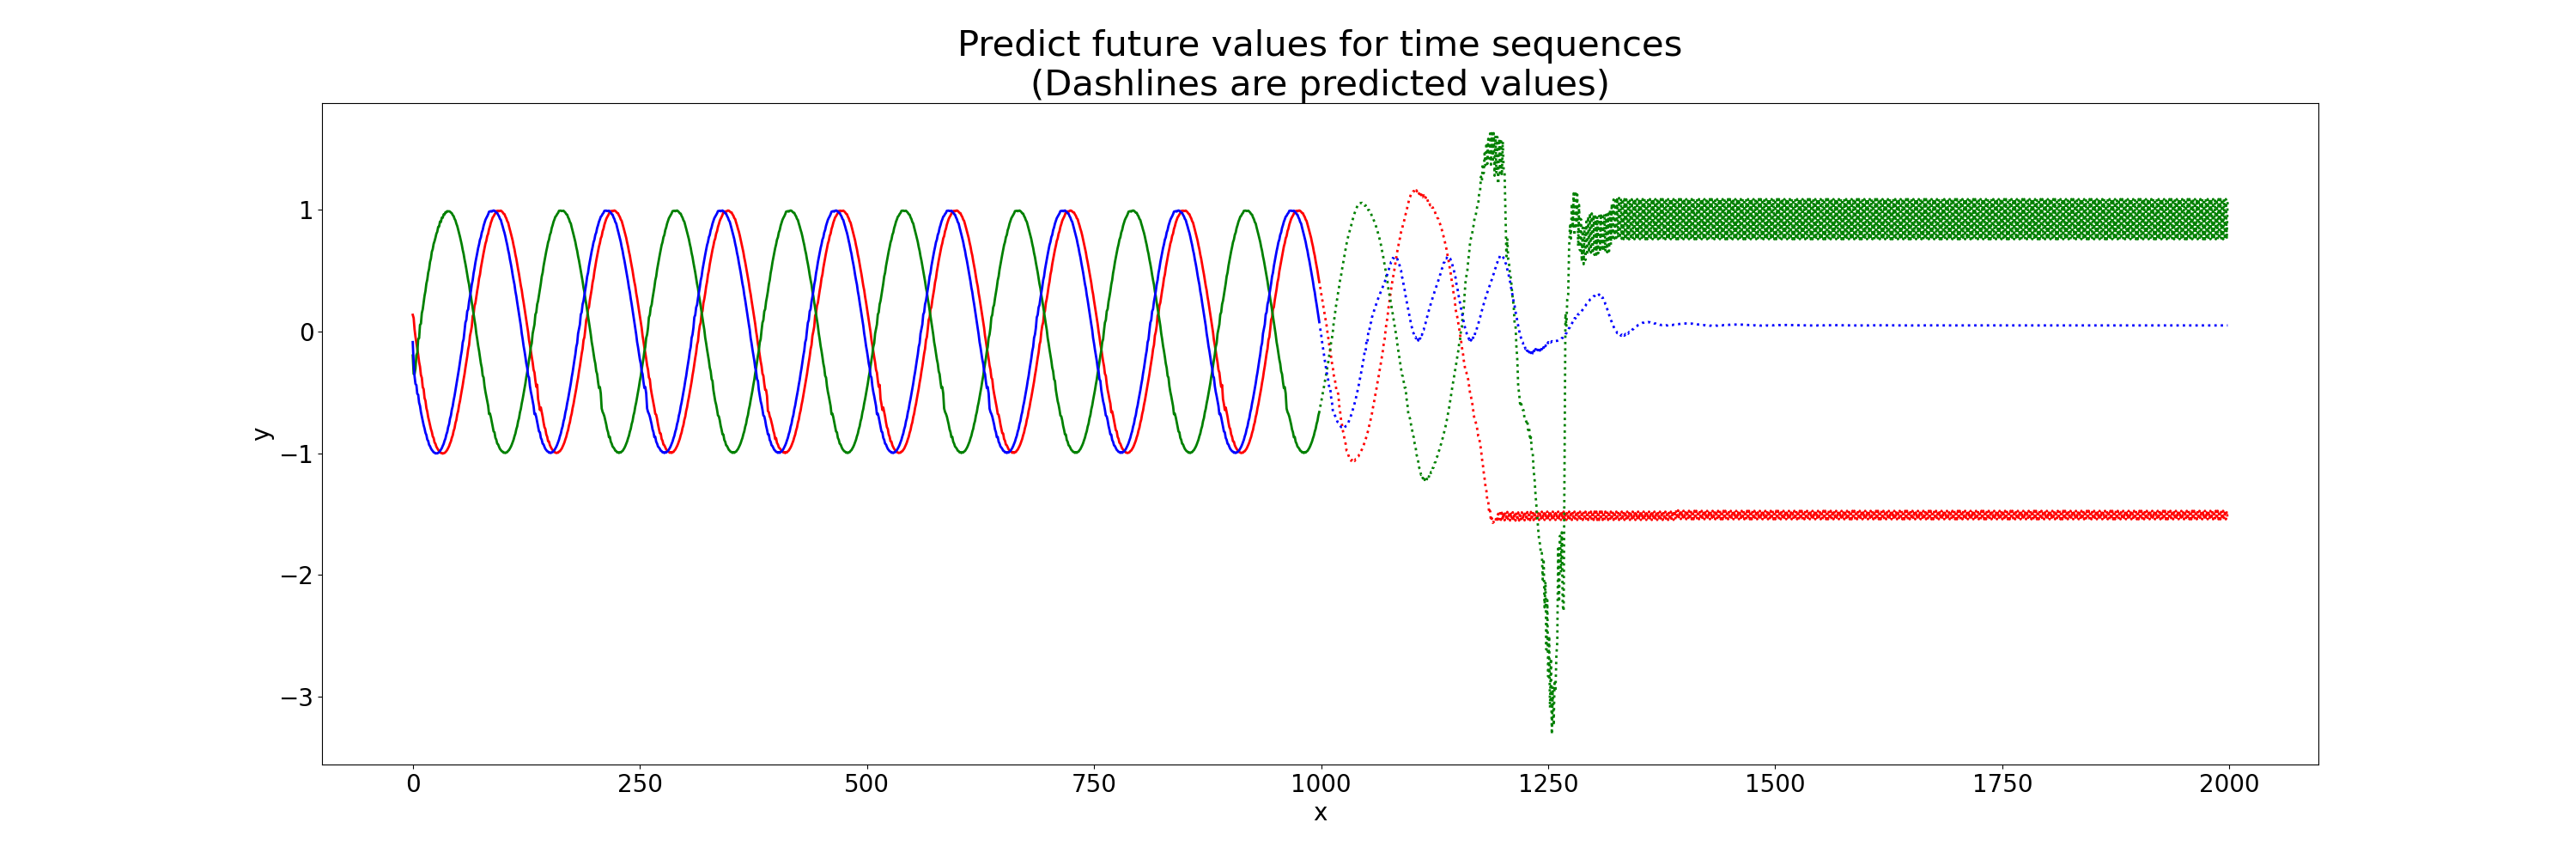 Predict future values for time sequences
(Dashlines are predicted values)
y
1
0
−1
−2
−3
0 250 500 750 1000 1250 1500 1750 2000
x